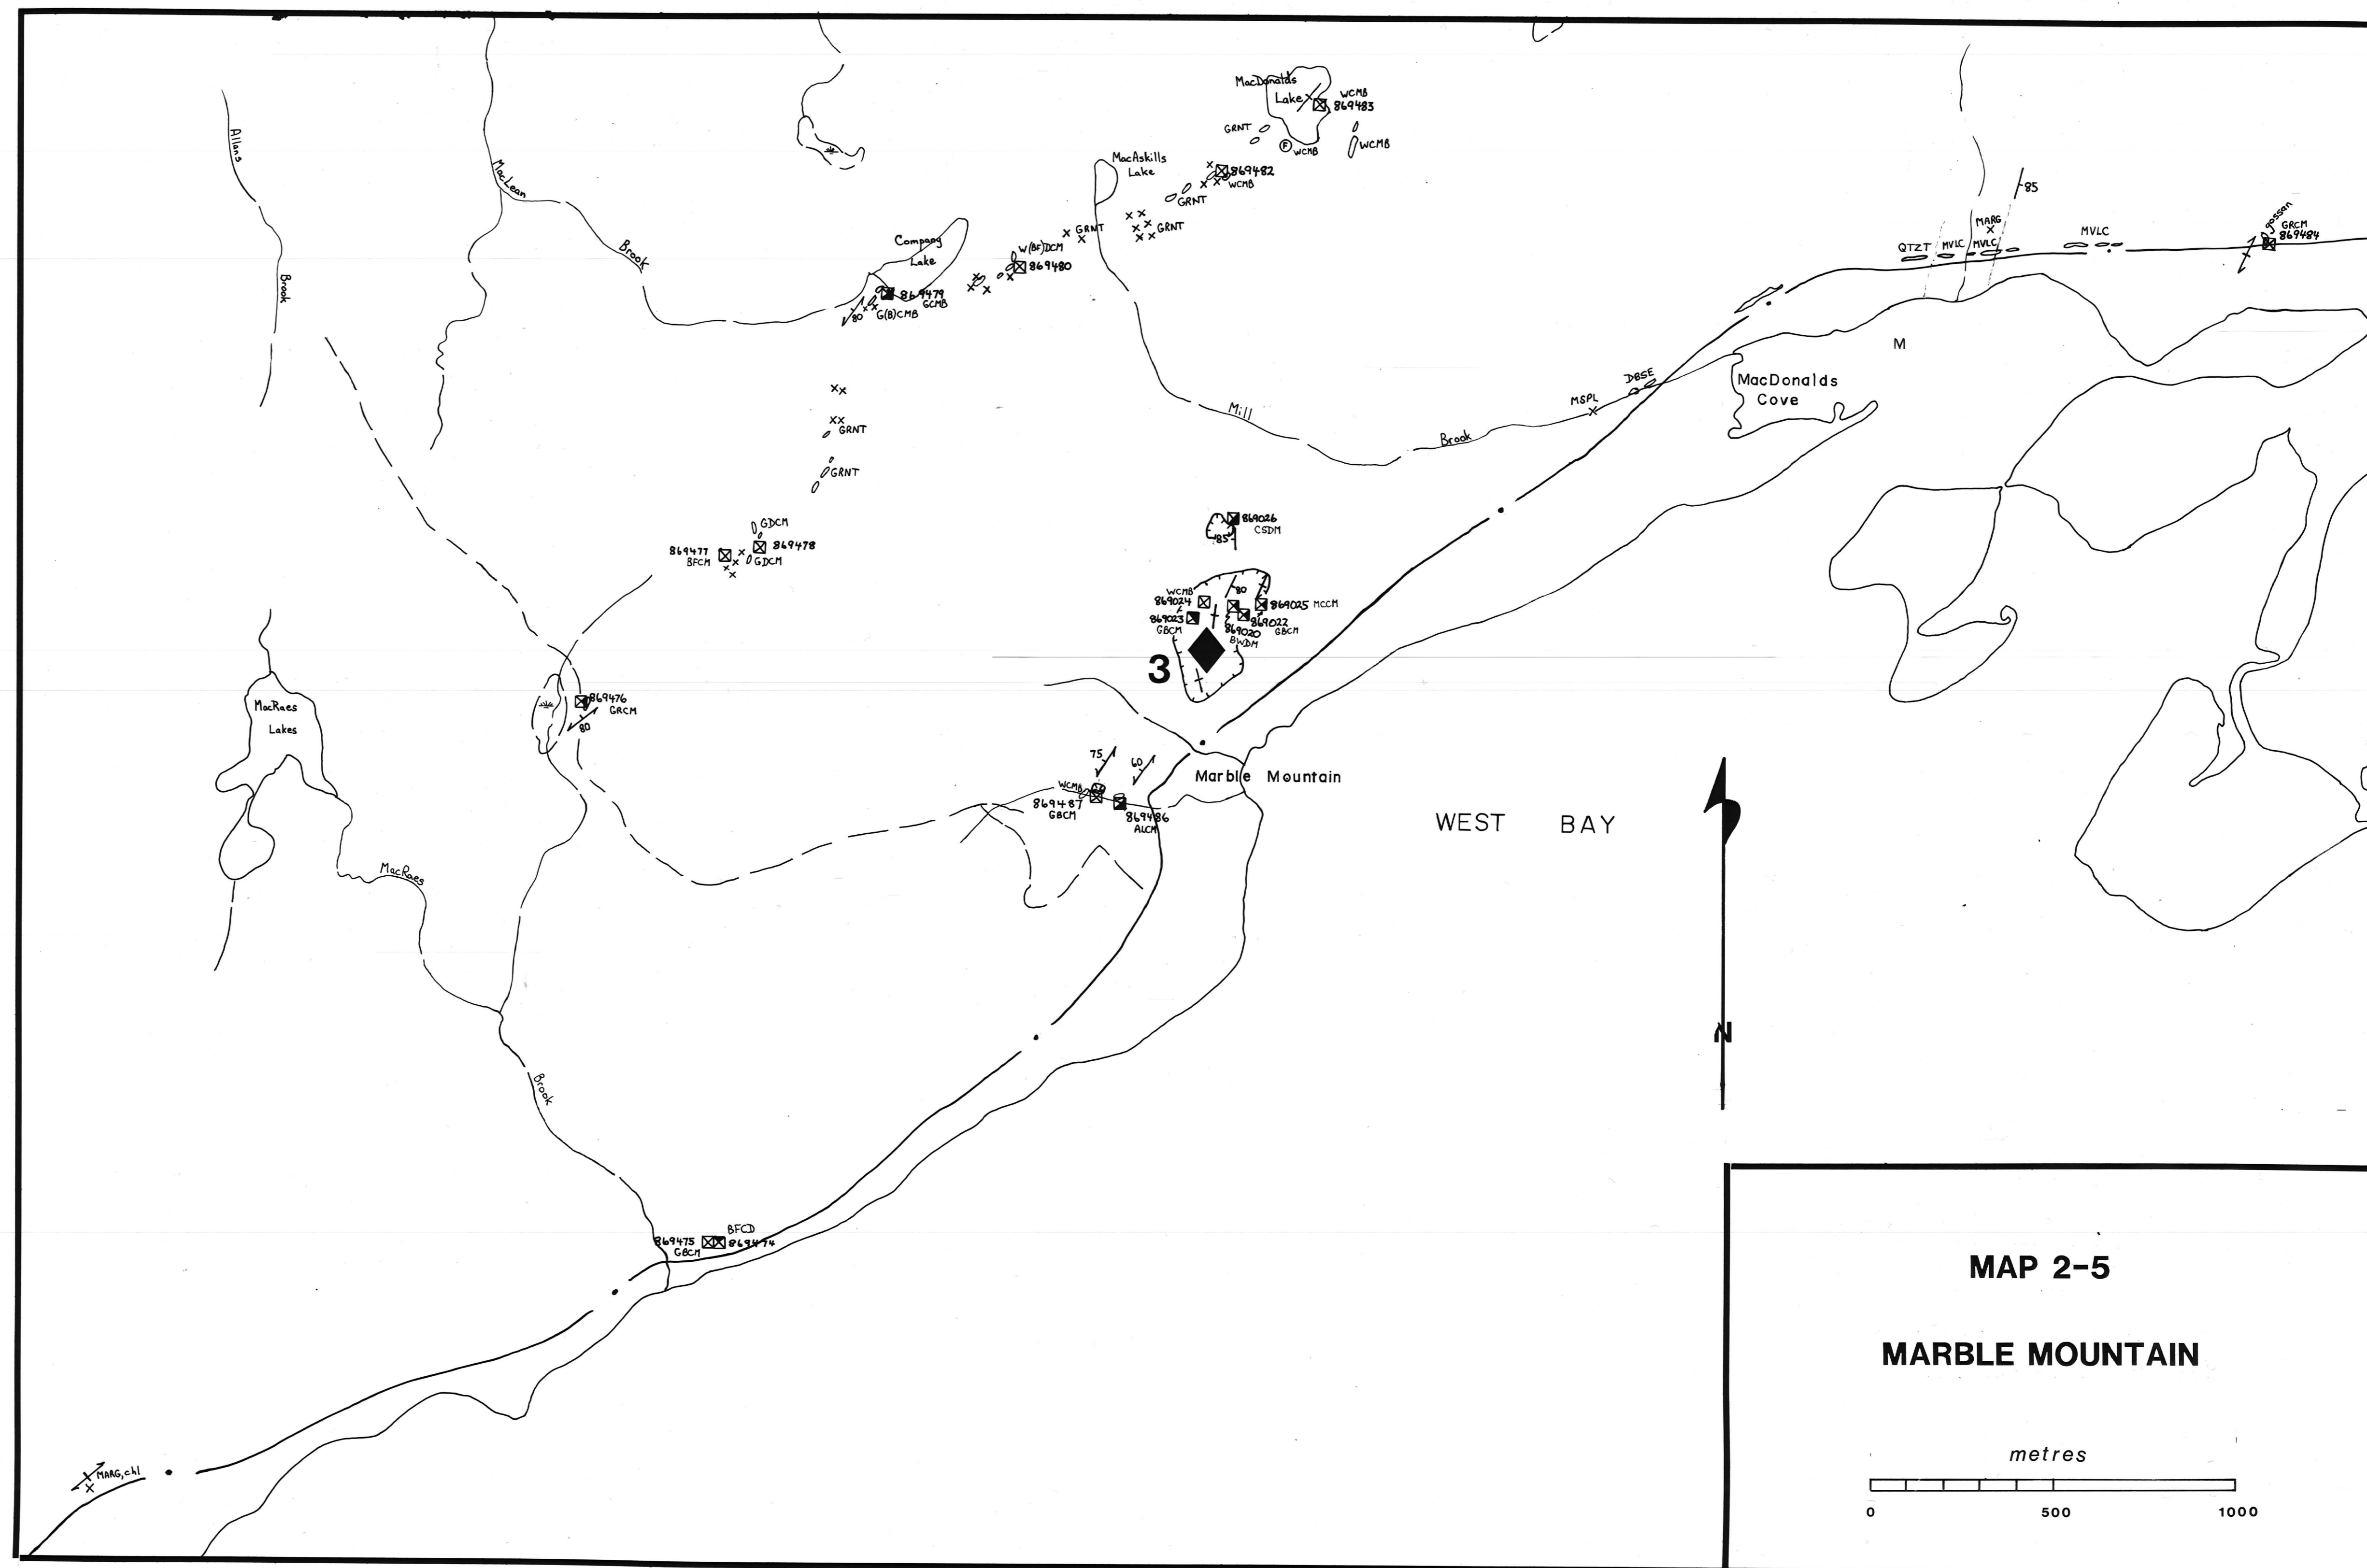 MacDonalds
Lake
WCMB
869483
GRNT
F
WCMB
WCMB
Allans
Brook
MacLean
Brook
MacAskills
Lake
869482
WCMB
GRNT
GRNT
GRNT
Company
Lake
W(BF)DCM
869480
869479
GCMB
G(B)CMB
80
85
MARG
QTZT
MVLC
MVLC
MVLC
gossan
GRCM
869484
M
MacDonalds
Cove
DBSE
MSPL
Mill
Brook
GRNT
GRNT
GDCM
869477
BFCM
869478
GDCM
869026
CSDM
85
WCMB
869024
80
869025 MCCM
869023
GBCM
869022
GBCM
869020
BWDM
3
MacRaes
Lakes
869476
GRCM
80
75
60
Marble Mountain
WCMB
869487
GBCM
869486
ALCM
WEST BAY
N
MacRaes
Brook
BFCD
869475
GBCM
869474
MARG, chl
MAP 2-5
MARBLE MOUNTAIN
metres
0 500 1000